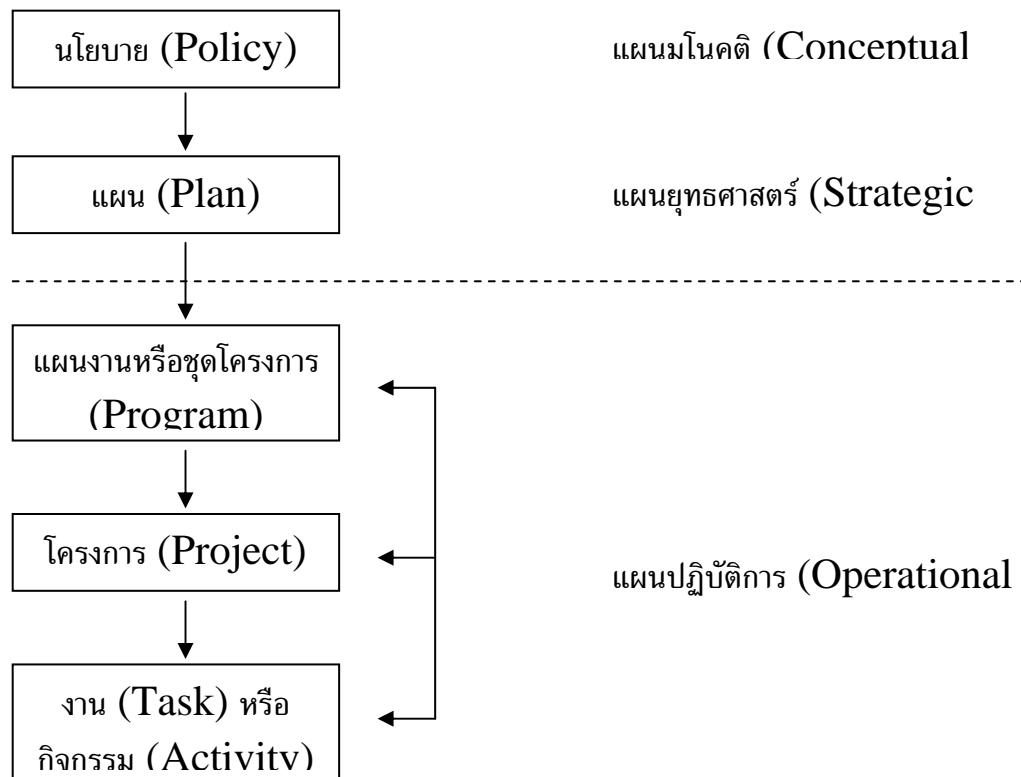 นโยบาย (Policy)
แผนมโนคติ (Conceptual
แผน (Plan)
แผนยุทธศาสตร์ (Strategic
แผนงานหรือชุดโครงการ
(Program)
โครงการ (Project)
แผนปฏิบัติการ (Operational
งาน (Task) หรือ
กิจกรรม (Activity)